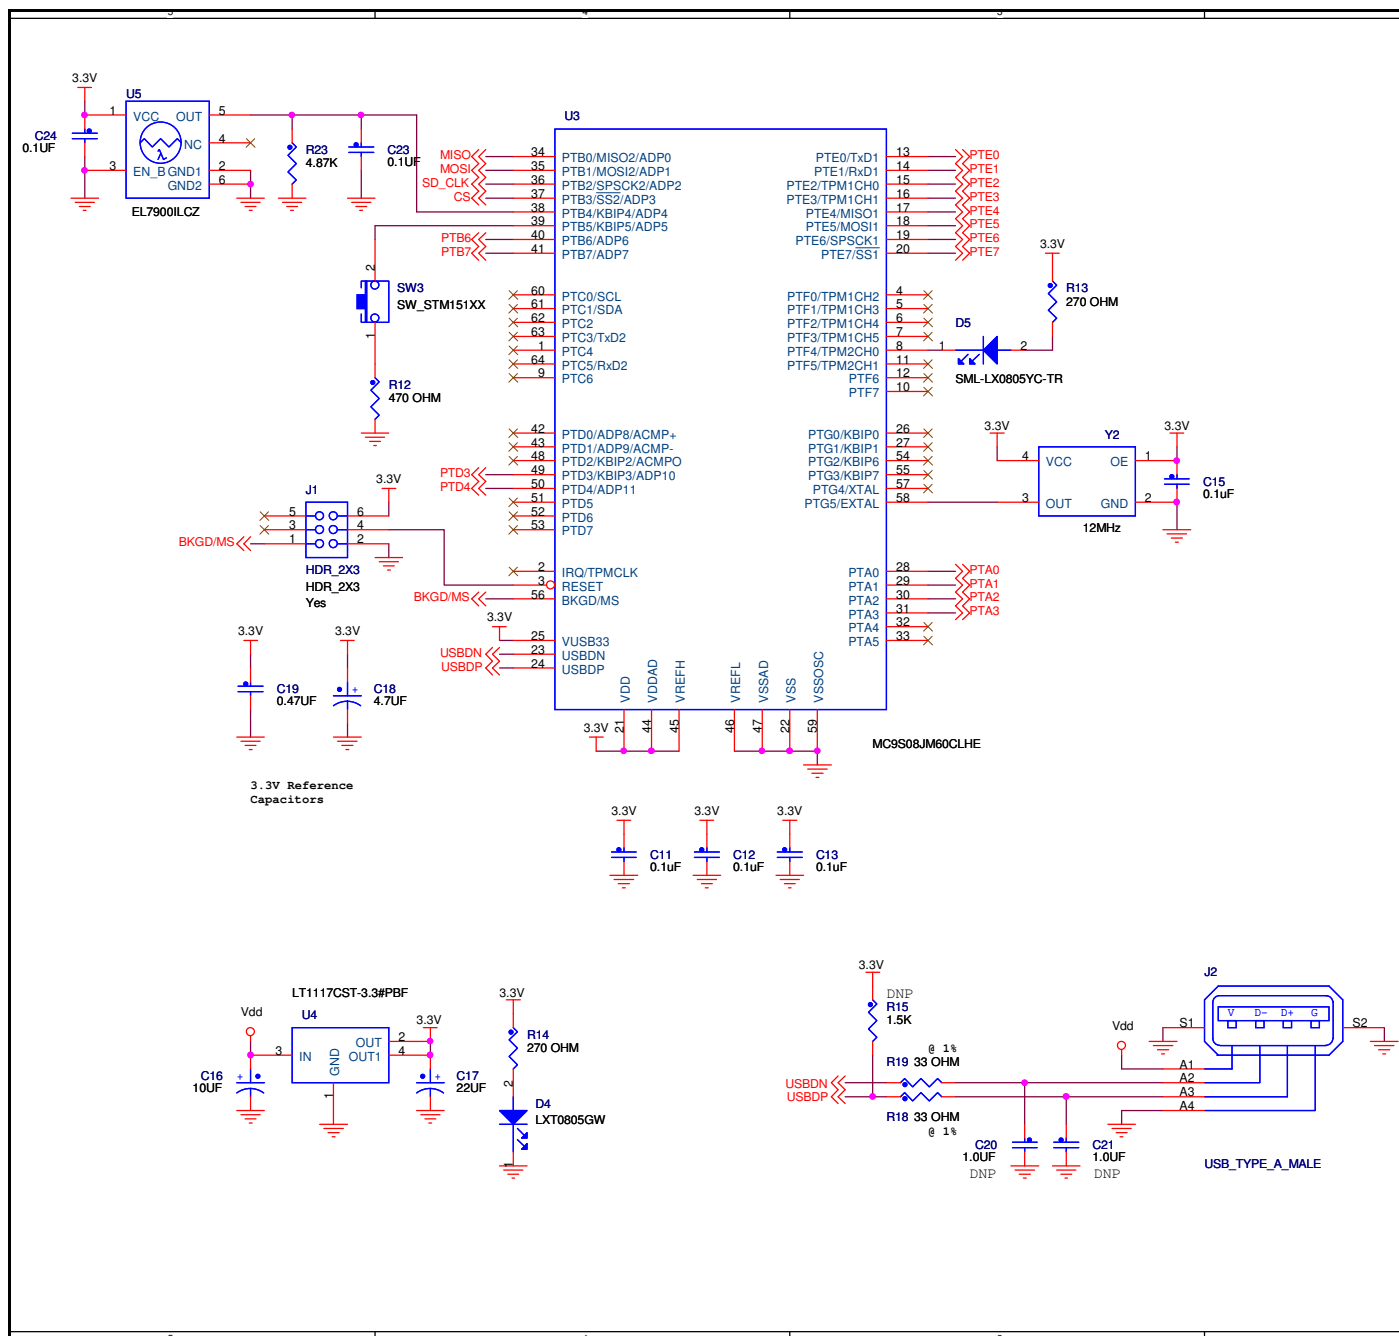 3.3V
U5
1
VCC
OUT
5
C24
0.1UF
NC
4
λ
3
EN_B
GND1
2
GND2
6
EL7900ILCZ
R23
4.87K
C23
0.1UF
U3
MISO
34
PTB0/MISO2/ADP0
MOSI
35
PTB1/MOSI2/ADP1
SD_CLK
36
PTB2/SPSCK2/ADP2
CS
37
PTB3/SS2/ADP3
38
PTB4/KBIP4/ADP4
39
PTB5/KBIP5/ADP5
PTB6
40
PTB6/ADP6
PTB7
41
PTB7/ADP7
PTE0/TxD1
13
PTE0
PTE1/RxD1
14
PTE1
PTE2/TPM1CH0
15
PTE2
PTE3/TPM1CH1
16
PTE3
PTE4/MISO1
17
PTE4
PTE5/MOSI1
18
PTE5
PTE6/SPSCK1
19
PTE6
PTE7/SS1
20
PTE7
2
SW3
SW_STM151XX
1
R12
470 OHM
60
PTC0/SCL
61
PTC1/SDA
62
PTC2
63
PTC3/TxD2
1
PTC4
64
PTC5/RxD2
9
PTC6
PTF0/TPM1CH2
4
PTF1/TPM1CH3
5
PTF2/TPM1CH4
6
PTF3/TPM1CH5
7
PTF4/TPM2CH0
8
PTF5/TPM2CH1
11
PTF6
12
PTF7
10
3.3V
R13
270 OHM
D5
1
2
SML-LX0805YC-TR
42
PTD0/ADP8/ACMP+
43
PTD1/ADP9/ACMP-
48
PTD2/KBIP2/ACMPO
PTD3
49
PTD3/KBIP3/ADP10
PTD4
50
PTD4/ADP11
51
PTD5
52
PTD6
53
PTD7
PTG0/KBIP0
26
PTG1/KBIP1
27
PTG2/KBIP6
54
PTG3/KBIP7
55
PTG4/XTAL
57
PTG5/EXTAL
58
3.3V
Y2
3.3V
4
VCC
OE
1
3
OUT
GND
2
12MHz
C15
0.1uF
J1
3.3V
5
6
3
4
BKGD/MS
1
2
HDR_2X3
HDR_2X3
Yes
2
IRQ/TPMCLK
3
RESET
BKGD/MS
56
BKGD/MS
3.3V
25
VUSB33
USBDN
23
USBDN
USBDP
24
USBDP
PTA0
28
PTA0
PTA1
29
PTA1
PTA2
30
PTA2
PTA3
31
PTA3
PTA4
32
PTA5
33
3.3V
3.3V
C19
0.47UF
C18
4.7UF
+
3.3V Reference
Capacitors
VDD
VDDAD
VREFH
VREFL
VSSAD
VSS
VSSOSC
3.3V
21
44
45
46
47
22
59
MC9S08JM60CLHE
3.3V
3.3V
3.3V
C11
0.1uF
C12
0.1uF
C13
0.1uF
LT1117CST-3.3#PBF
Vdd
U4
3.3V
3
IN
GND
OUT
2
OUT1
4
1
C16
10UF
+
C17
22UF
+
3.3V
R14
270 OHM
2
D4
LXT0805GW
1
3.3V
DNP
R15
1.5K
@ 1%
R19 33 OHM
USBDN
USBDP
R18 33 OHM
@ 1%
C20
1.0UF
DNP
C21
1.0UF
DNP
J2
V D- D+ G
S1
S2
Vdd
A1
A2
A3
A4
USB_TYPE_A_MALE